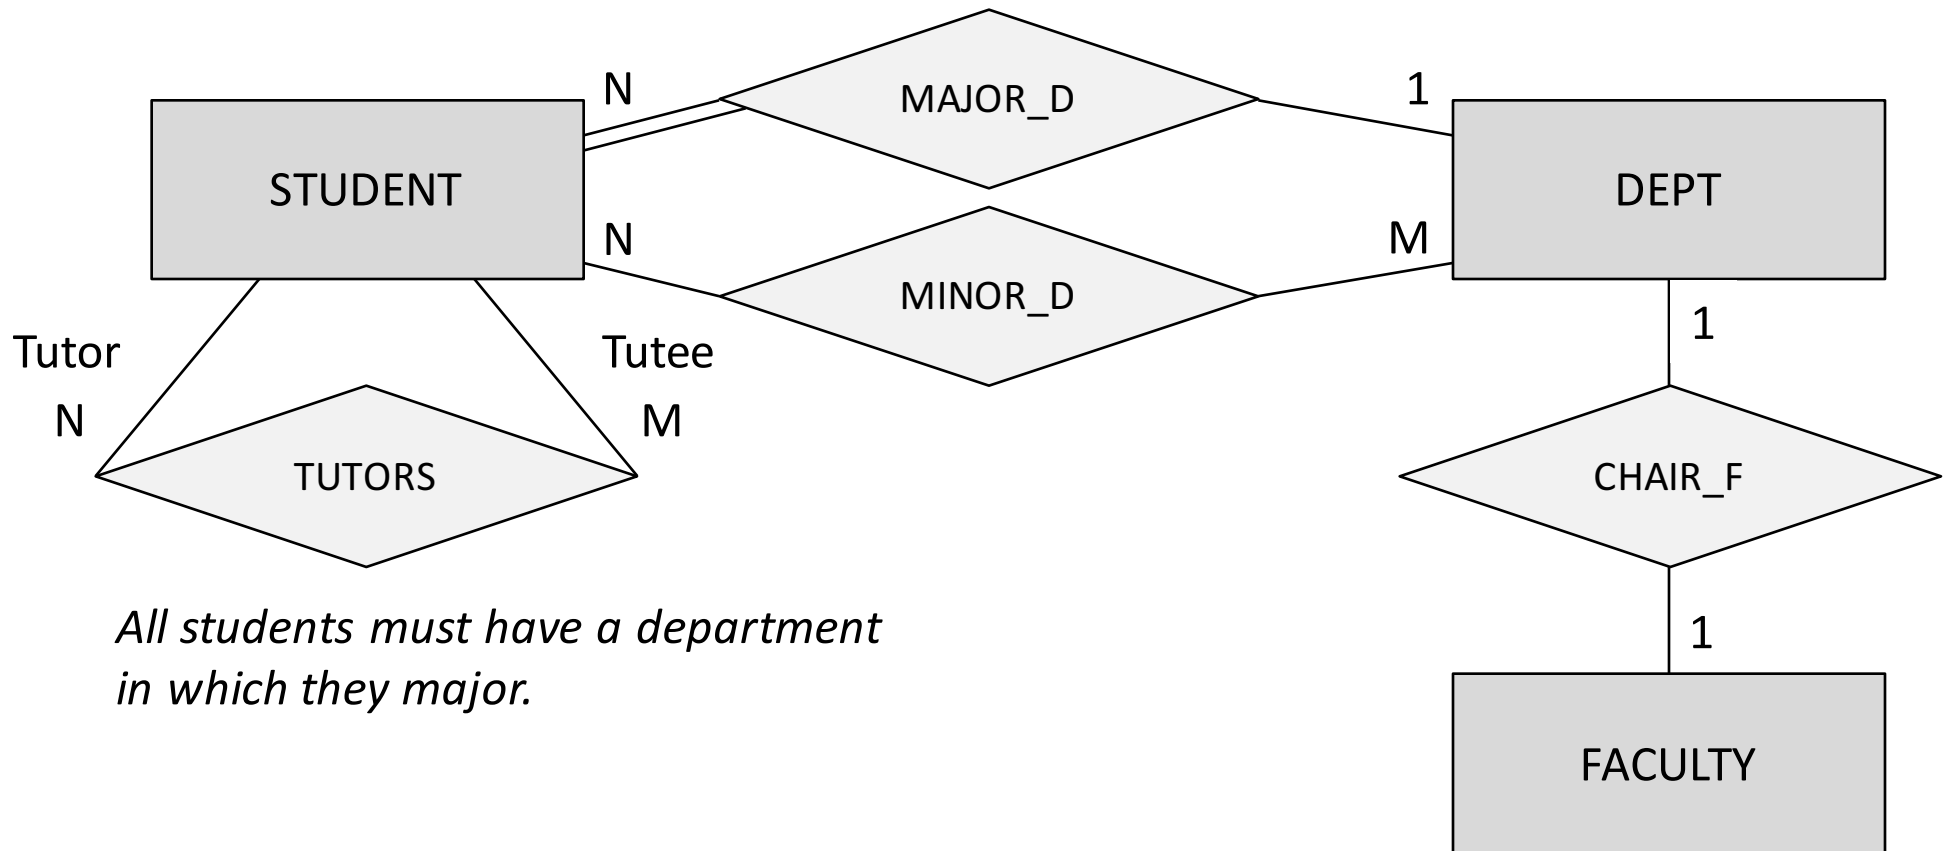 N
MAJOR_D
1
STUDENT
DEPT
N
MINOR_D
M
1
Tutor
Tutee
N
M
TUTORS
CHAIR_F
All students must have a department
in which they major.
1
FACULTY